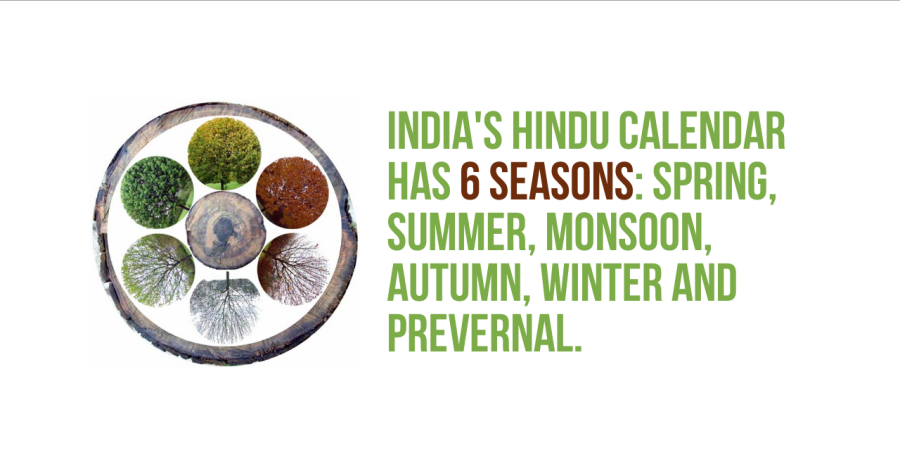 INDIA'S HINDU CALENDAR
HAS 6 SEASONS: SPRING,
SUMMER, MONSOON,
AUTUMN, WINTER AND
PREVERNAL.